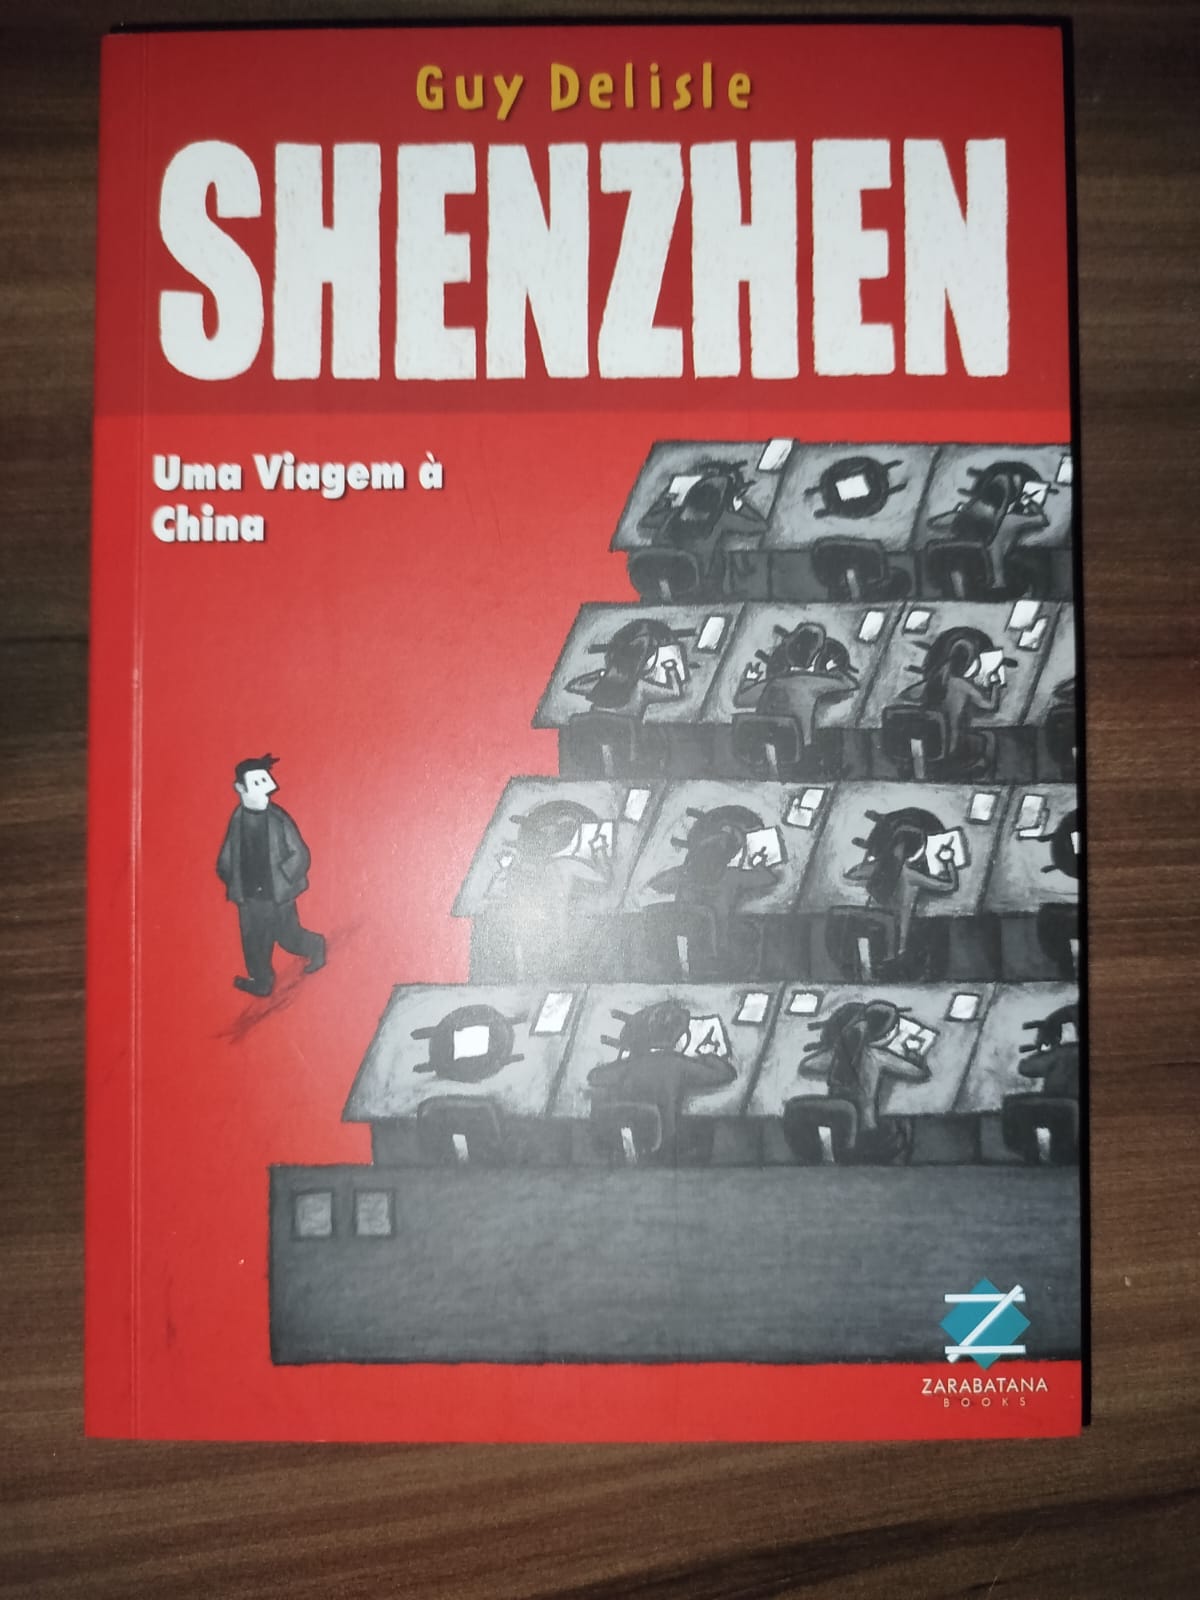 Guy Delisle
SHENZHEN
Uma Viagem à
China
ZARABATANA
BOOKS